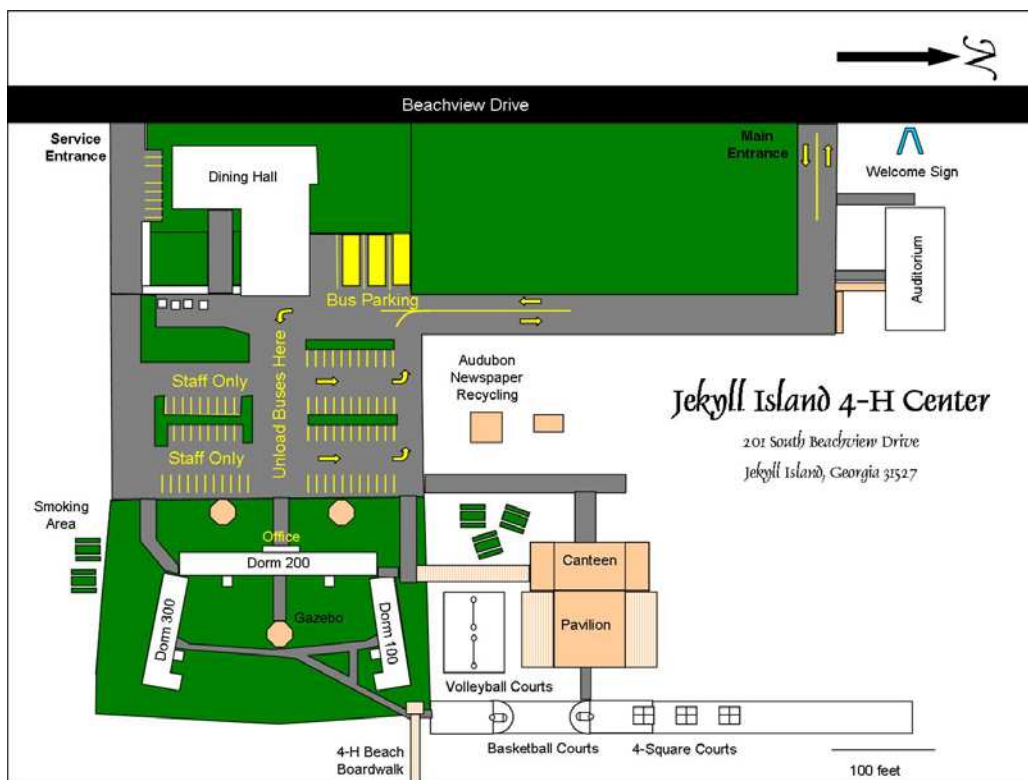 N
Beachview Drive
Service
Entrance
Main
Entrance
Welcome Sign
Dining Hall
Auditorium
Bus Parking
Unload Buses Here
Audubon
Newspaper
Recycling
Staff Only
Staff Only
Jekyll Island 4-H Center
201 South Beachview Drive
Jekyll Island, Georgia 31527
Smoking
Area
Office
Dorm 200
Dorm 300
Dorm 100
Gazebo
Canteen
Pavilion
Volleyball Courts
Basketball Courts
4-Square Courts
4-H Beach
Boardwalk
100 feet